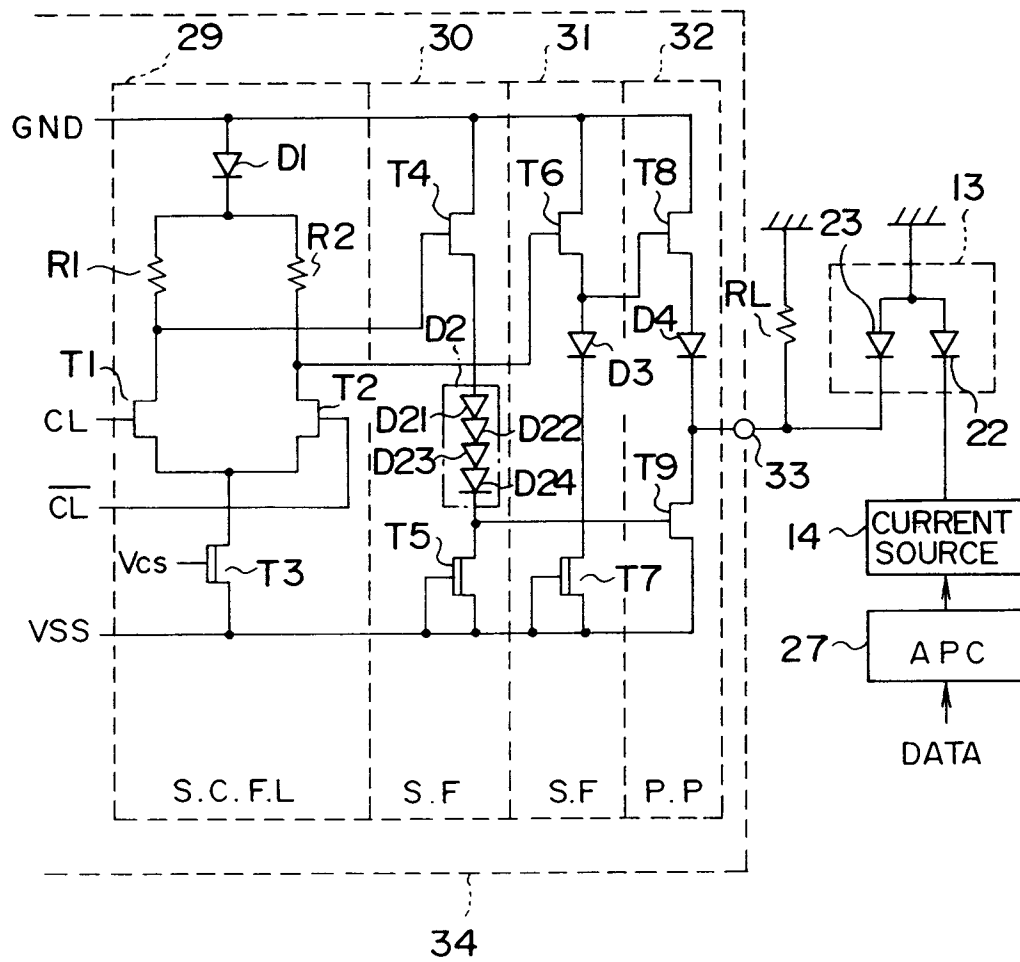 29
30
31
32
GND
D1
T4
T6
T8
23
13
R1
R2
RL
D2
D4
D3
T1
T2
CL
D21
D22
22
D23
D24
33
T9
C̅L̅
T5
14
CURRENT
SOURCE
Vcs
T3
T7
VSS
27
APC
DATA
S.C.F.L
S.F
S.F
P.P
34